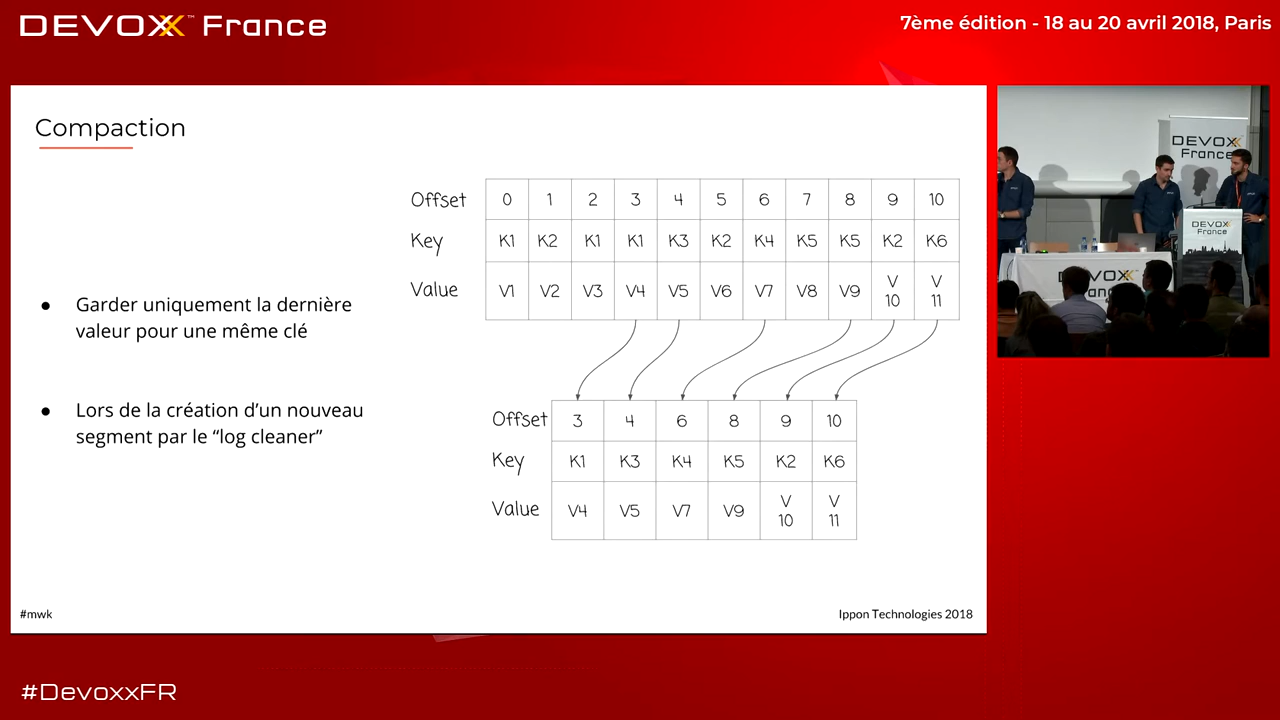 DEVOXX™ France
7ème édition - 18 au 20 avril 2018, Paris
Compaction
Offset 0 1 2 3 4 5 6 7 8 9 10
Key K1 K2 K1 K1 K3 K2 K4 K5 K5 K2 K6
Value V1 V2 V3 V4 V5 V6 V7 V8 V9 V 10 V 11
● Garder uniquement la dernière
valeur pour une même clé
● Lors de la création d’un nouveau
segment par le “log cleaner”
Offset 3 4 6 8 9 10
Key K1 K3 K4 K5 K2 K6
Value V4 V5 V7 V9 V 10 V 11
#mwk
Ippon Technologies 2018
DEVOXX
France
DEVOXX
France
#DevoxxFR